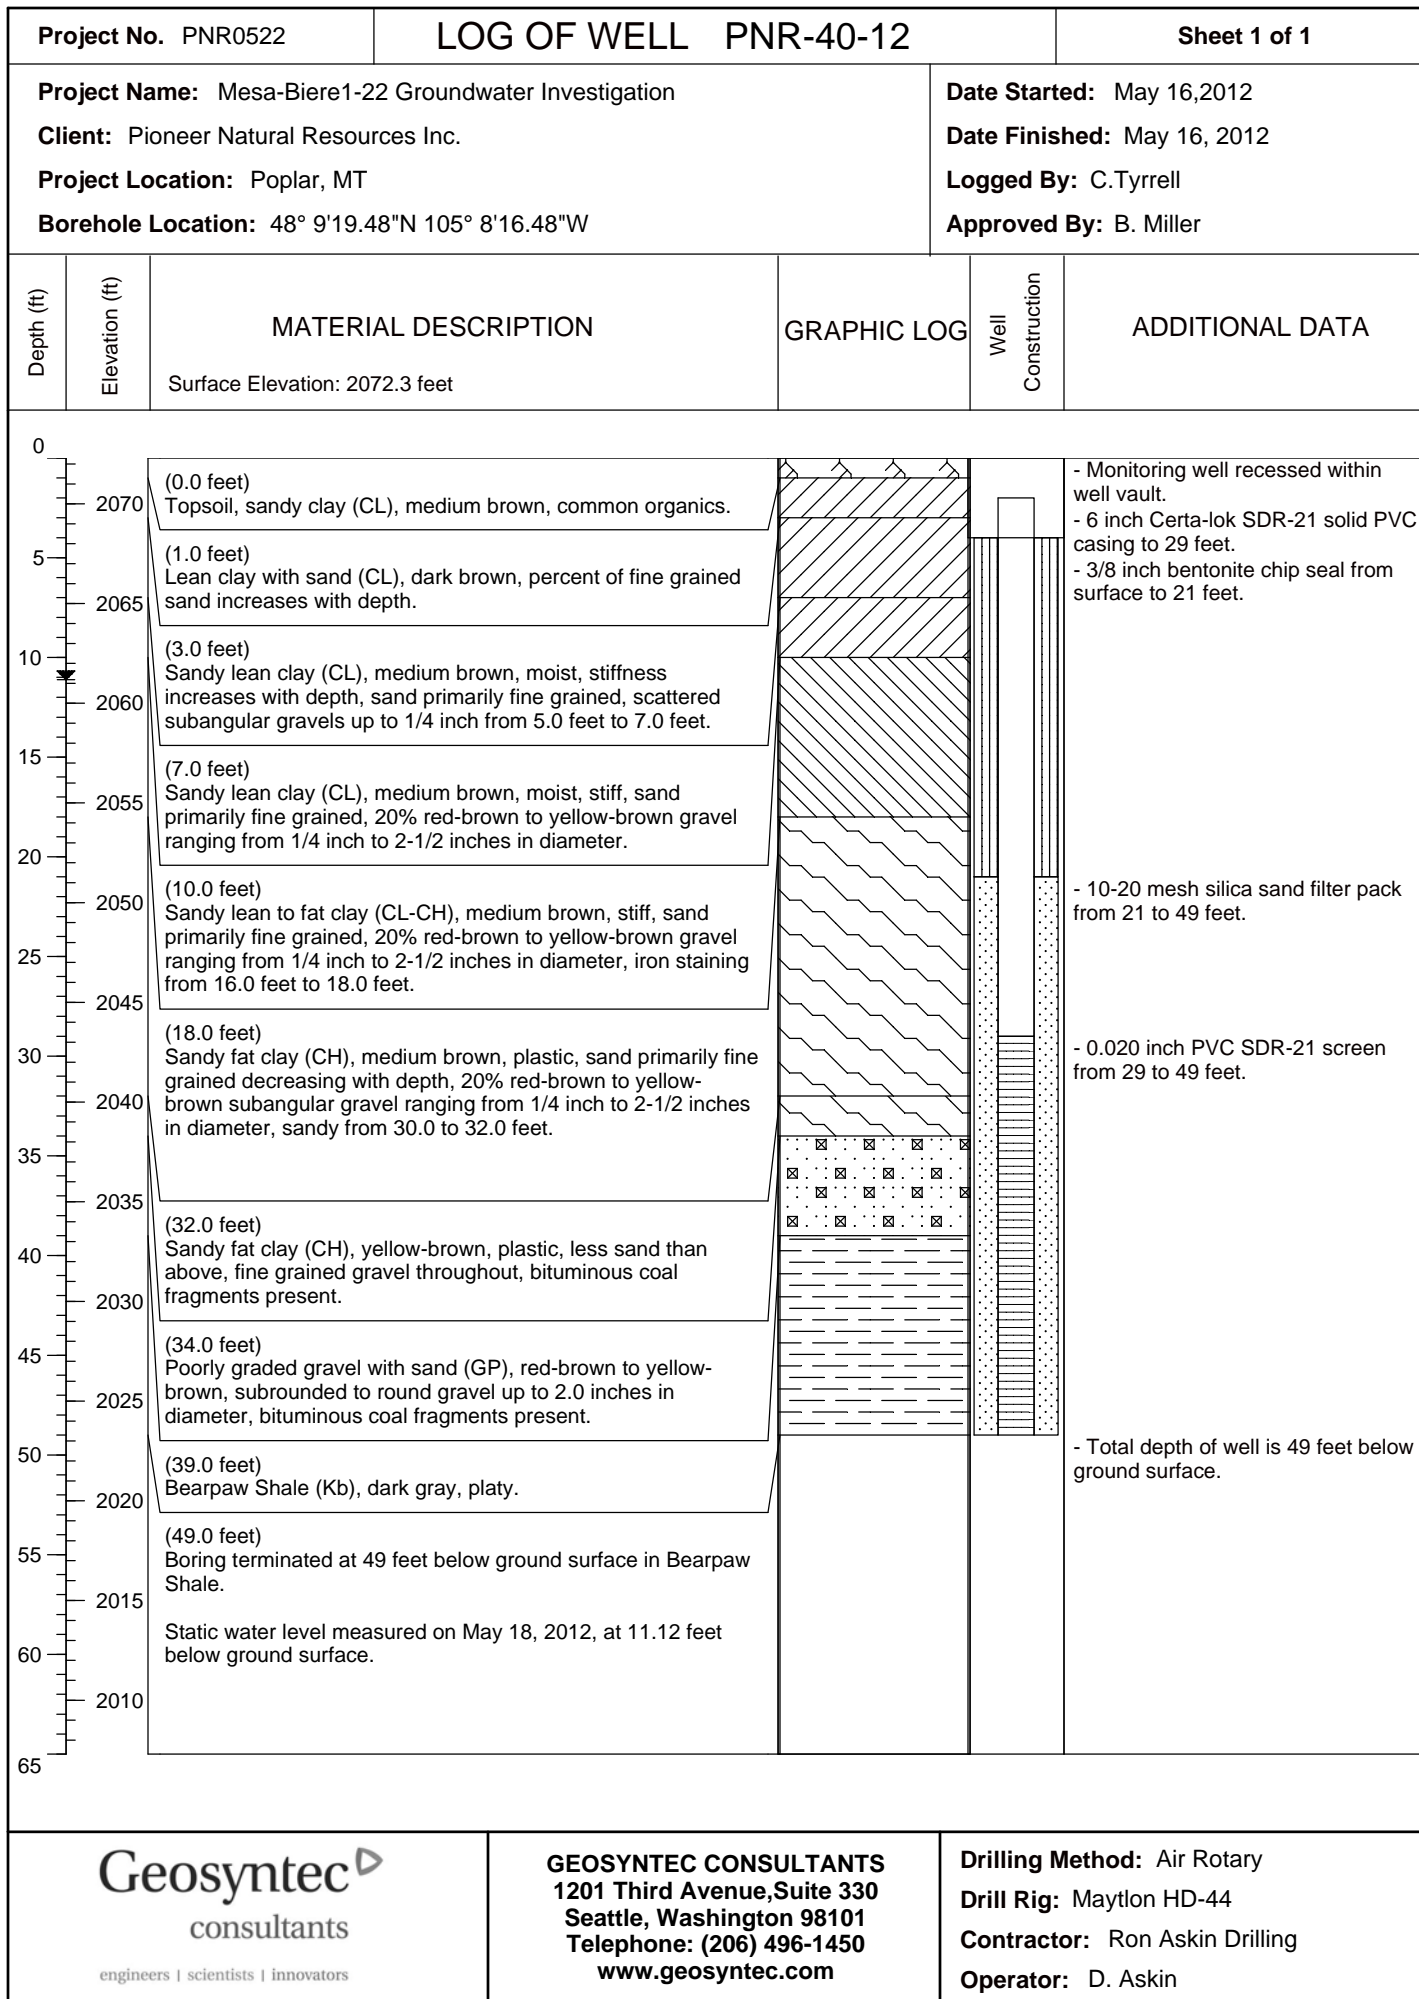 Project No. PNR0522
LOG OF WELL PNR-40-12
Sheet 1 of 1
Project Name: Mesa-Biere1-22 Groundwater Investigation
Client: Pioneer Natural Resources Inc.
Project Location: Poplar, MT
Borehole Location: 48° 9'19.48"N 105° 8'16.48"W
Date Started: May 16,2012
Date Finished: May 16, 2012
Logged By: C.Tyrrell
Approved By: B. Miller
Depth (ft)
Elevation (ft)
MATERIAL DESCRIPTION
Surface Elevation: 2072.3 feet
GRAPHIC LOG
Well
Construction
ADDITIONAL DATA
0
5
10
15
20
25
30
35
40
45
50
55
60
65
2070
2065
2060
2055
2050
2045
2040
2035
2030
2025
2020
2015
2010
(0.0 feet)
Topsoil, sandy clay (CL), medium brown, common organics.
(1.0 feet)
Lean clay with sand (CL), dark brown, percent of fine grained
sand increases with depth.
(3.0 feet)
Sandy lean clay (CL), medium brown, moist, stiffness
increases with depth, sand primarily fine grained, scattered
subangular gravels up to 1/4 inch from 5.0 feet to 7.0 feet.
(7.0 feet)
Sandy lean clay (CL), medium brown, moist, stiff, sand
primarily fine grained, 20% red-brown to yellow-brown gravel
ranging from 1/4 inch to 2-1/2 inches in diameter.
(10.0 feet)
Sandy lean to fat clay (CL-CH), medium brown, stiff, sand
primarily fine grained, 20% red-brown to yellow-brown gravel
ranging from 1/4 inch to 2-1/2 inches in diameter, iron staining
from 16.0 feet to 18.0 feet.
(18.0 feet)
Sandy fat clay (CH), medium brown, plastic, sand primarily fine
grained decreasing with depth, 20% red-brown to yellow-
brown subangular gravel ranging from 1/4 inch to 2-1/2 inches
in diameter, sandy from 30.0 to 32.0 feet.
(32.0 feet)
Sandy fat clay (CH), yellow-brown, plastic, less sand than
above, fine grained gravel throughout, bituminous coal
fragments present.
(34.0 feet)
Poorly graded gravel with sand (GP), red-brown to yellow-
brown, subrounded to round gravel up to 2.0 inches in
diameter, bituminous coal fragments present.
(39.0 feet)
Bearpaw Shale (Kb), dark gray, platy.
(49.0 feet)
Boring terminated at 49 feet below ground surface in Bearpaw
Shale.
Static water level measured on May 18, 2012, at 11.12 feet
below ground surface.
- Monitoring well recessed within
well vault.
- 6 inch Certa-lok SDR-21 solid PVC
casing to 29 feet.
- 3/8 inch bentonite chip seal from
surface to 21 feet.
- 10-20 mesh silica sand filter pack
from 21 to 49 feet.
- 0.020 inch PVC SDR-21 screen
from 29 to 49 feet.
- Total depth of well is 49 feet below
ground surface.
Geosyntec
consultants
engineers | scientists | innovators
GEOSYNTEC CONSULTANTS
1201 Third Avenue,Suite 330
Seattle, Washington 98101
Telephone: (206) 496-1450
www.geosyntec.com
Drilling Method: Air Rotary
Drill Rig: Maytlon HD-44
Contractor: Ron Askin Drilling
Operator: D. Askin